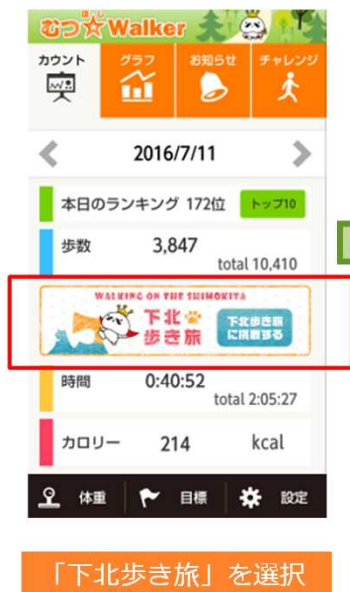 むつ☆Walker
ほし
カウント グラフ お知らせ チャレンジ
2016/7/11
本日のランキング 172位 トップ10
歩数 3,847
total 10,410
WALKING ON THE SHIMOKITA
下北 下北歩き旅
歩き旅 に挑戦する
時間 0:40:52
total 2:05:27
カロリー 214 kcal
体重 目標 設定
「下北歩き旅」を選択